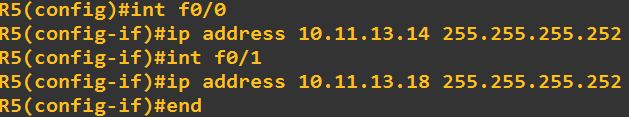 R5(config)#int f0/0
R5(config-if)#ip address 10.11.13.14 255.255.255.252
R5(config-if)#int f0/1
R5(config-if)#ip address 10.11.13.18 255.255.255.252
R5(config-if)#end